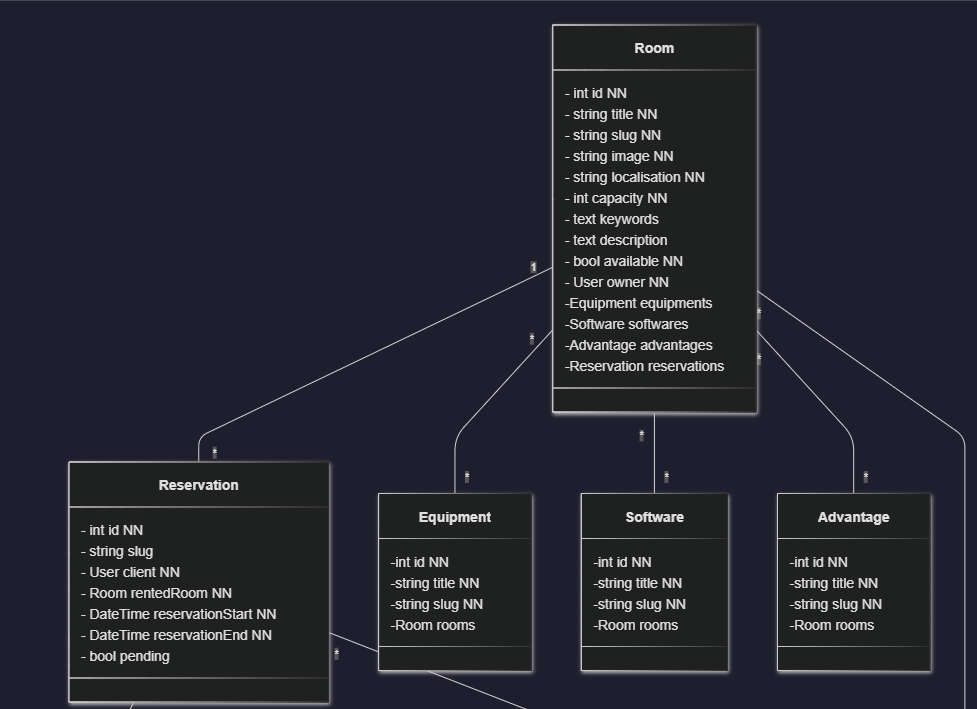 Room
- int id NN
- string title NN
- string slug NN
- string image NN
- string localisation NN
- int capacity NN
- text keywords
- text description
- bool available NN
- User owner NN
-Equipment equipments
-Software softwares
-Advantage advantages
-Reservation reservations
1
*
*
*
*
*
*
*
*
Reservation
- int id NN
- string slug
- User client NN
- Room rentedRoom NN
- DateTime reservationStart NN
- DateTime reservationEnd NN
- bool pending
*
Equipment
-int id NN
-string title NN
-string slug NN
-Room rooms
Software
-int id NN
-string title NN
-string slug NN
-Room rooms
Advantage
-int id NN
-string title NN
-string slug NN
-Room rooms